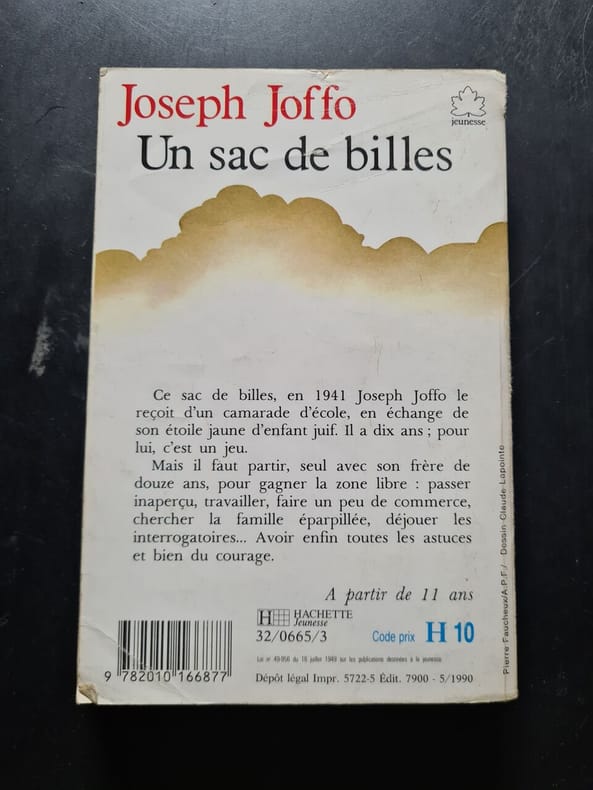 Joseph Joffo
jeunesse
Un sac de billes
Ce sac de billes, en 1941 Joseph Joffo le
reçoit d'un camarade d'école, en échange de
son étoile jaune d'enfant juif. Il a dix ans ; pour
lui, c'est un jeu.
Mais il faut partir, seul avec son frère de
douze ans, pour gagner la zone libre : passer
inaperçu, travailler, faire un peu de commerce,
chercher la famille éparpillée, déjouer les
interrogatoires... Avoir enfin toutes les astuces
et bien du courage.
A partir de 11 ans
H HACHETTE
Jeunesse
32/0665/3
Code prix H 10
Loi n° 49-956 du 16 juillet 1949 sur les publications destinées à la jeunesse
Dépôt légal Impr. 5722-5 Édit. 7900 - 5/1990
9 782010 166877
Pierre Faucheux/A.P.F./ - Dessin Claude Lapointe